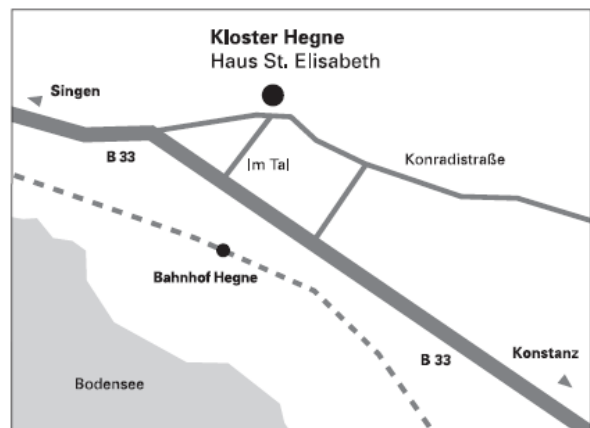 Kloster Hegne
Haus St. Elisabeth
Singen
B 33
Im Tal
Konradistraße
Bahnhof Hegne
B 33
Konstanz
Bodensee